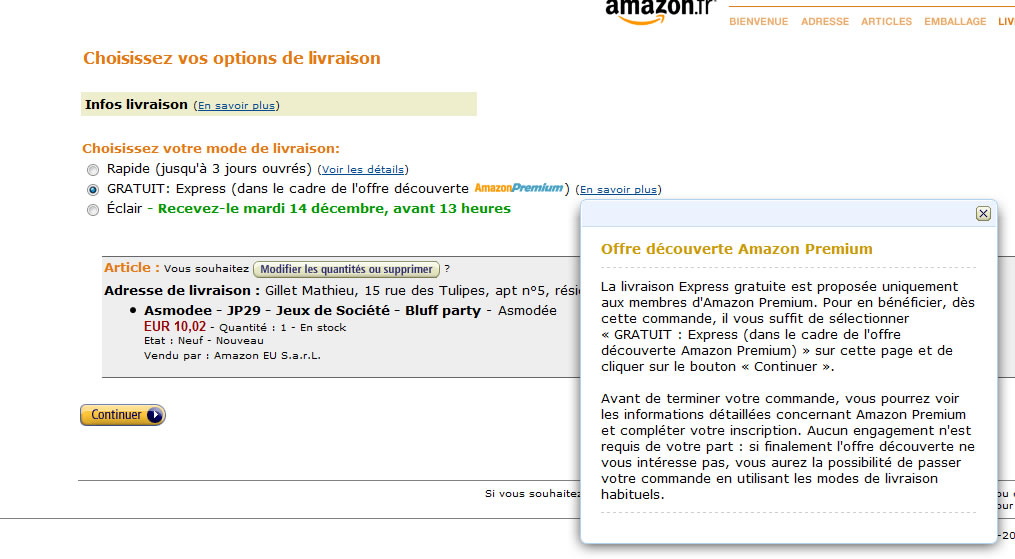 amazon.fr
BIENVENUE ADRESSE ARTICLES EMBALLAGE
Choisissez vos options de livraison
Infos livraison (En savoir plus)
Choisissez votre mode de livraison:
Rapide (jusqu'à 3 jours ouvrés) (Voir les détails)
GRATUIT: Express (dans le cadre de l'offre découverte AmazonPremium) (En savoir plus)
Éclair - Recevez-le mardi 14 décembre, avant 13 heures
Article : Vous souhaitez Modifier les quantités ou supprimer ?
Adresse de livraison : Gillet Mathieu, 15 rue des Tulipes, apt n°5,
Asmodee - JP29 - Jeux de Société - Bluff party - Asmodée
EUR 10,02 - Quantité : 1 - En stock
Etat : Neuf - Nouveau
Vendu par : Amazon EU S.a.r.L.
Continuer
Si vous
Offre découverte Amazon Premium
La livraison Express gratuite est proposée uniquement
aux membres d'Amazon Premium. Pour en bénéficier, dès
cette commande, il vous suffit de sélectionner
« GRATUIT : Express (dans le cadre de l'offre
découverte Amazon Premium) » sur cette page et de
cliquer sur le bouton « Continuer ».
Avant de terminer votre commande, vous pourrez voir
les informations détaillées concernant Amazon Premium
et compléter votre inscription. Aucun engagement n'est
requis de votre part : si finalement l'offre découverte ne
vous intéresse pas, vous aurez la possibilité de passer
votre commande en utilisant les modes de livraison
habituels.